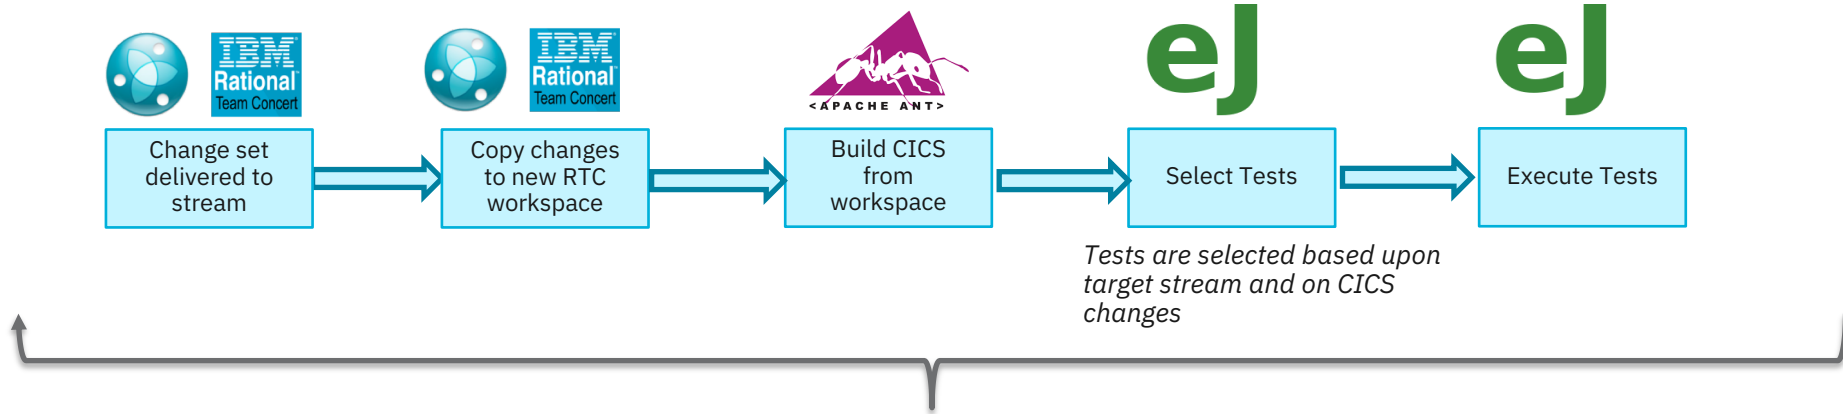 IBM
Rational
Team Concert
IBM
Rational
Team Concert
<APACHE ANT>
eJ
eJ
Change set
delivered to
stream
Copy changes
to new RTC
workspace
Build CICS
from
workspace
Select Tests
Execute Tests
Tests are selected based upon
target stream and on CICS
changes